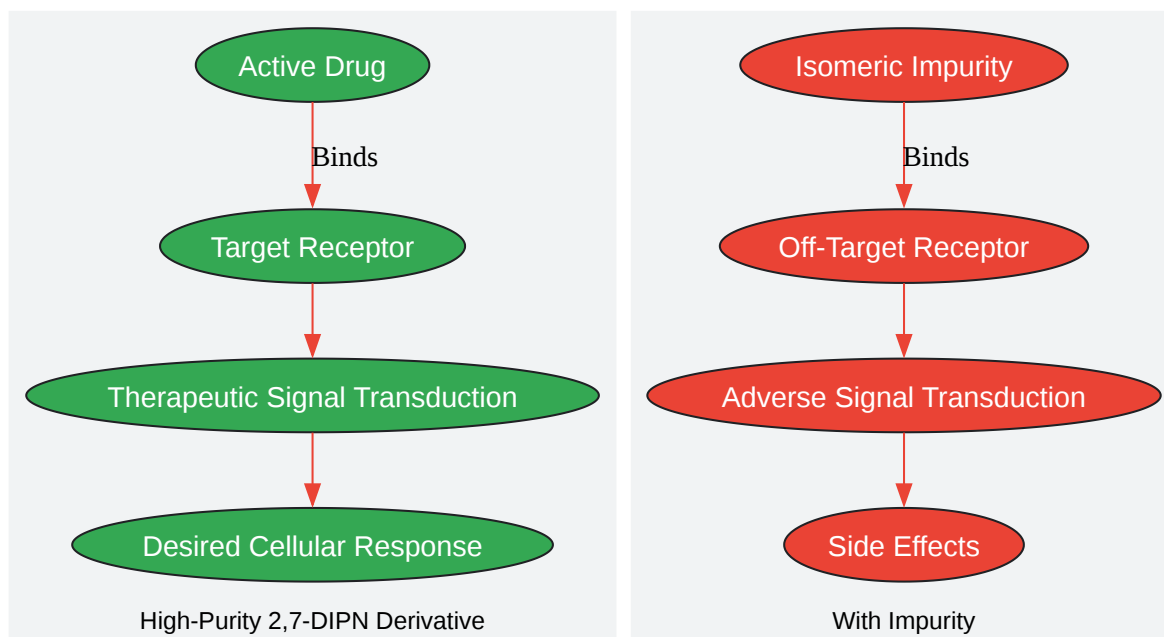 Active Drug
Binds
Target Receptor
Therapeutic Signal Transduction
Desired Cellular Response
High-Purity 2,7-DIPN Derivative
Isomeric Impurity
Binds
Off-Target Receptor
Adverse Signal Transduction
Side Effects
With Impurity